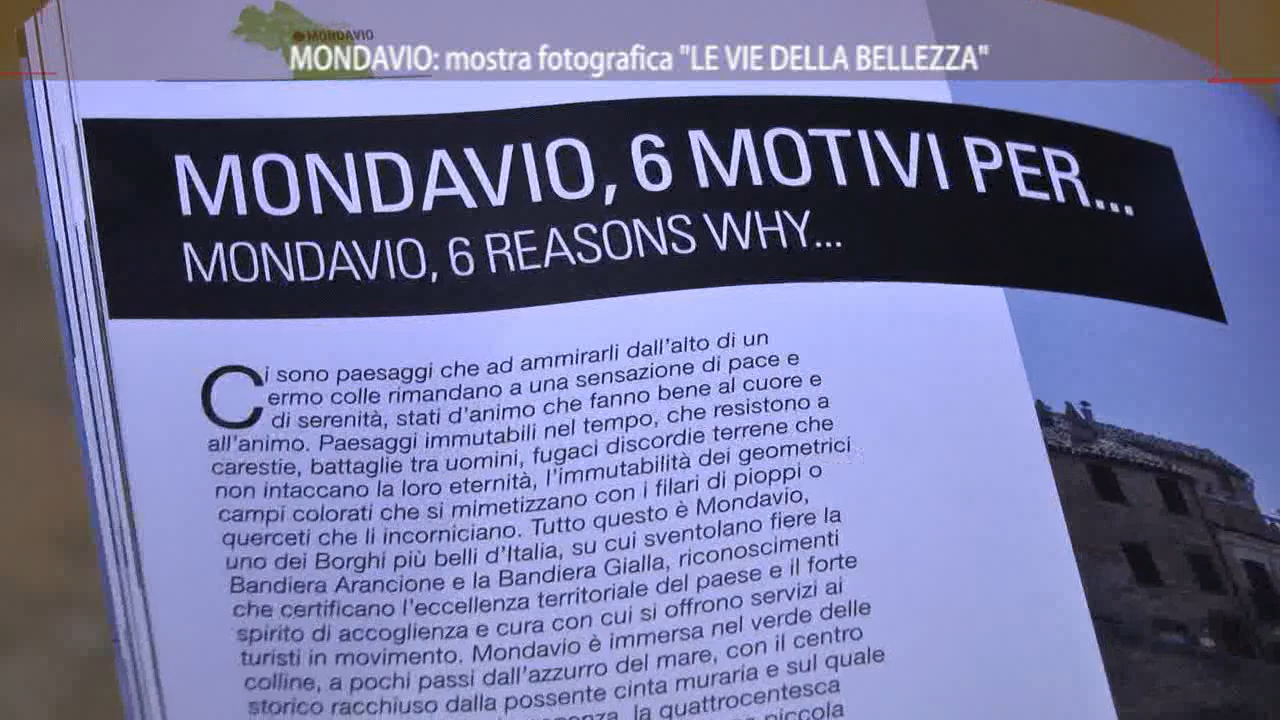 MONDAVIO
MONDAVIO: mostra fotografica "LE VIE DELLA BELLEZZA"
MONDAVIO, 6 MOTIVI PER...
MONDAVIO, 6 REASONS WHY...
Ci sono paesaggi che ad ammirarli dall'alto di un
ermo colle rimandano a una sensazione di pace e
di serenità, stati d'animo che fanno bene al cuore e
all'animo. Paesaggi immutabili nel tempo, che resistono a
carestie, battaglie tra uomini, fugaci discordie terrene che
non intaccano la loro eternità, l'immutabilità dei geometrici
campi colorati che si mimetizzano con i filari di pioppi o
querceti che li incorniciano. Tutto questo è Mondavio,
uno dei Borghi più belli d'Italia, su cui sventolano fiere la
Bandiera Arancione e la Bandiera Gialla, riconoscimenti
che certificano l'eccellenza territoriale del paese e il forte
spirito di accoglienza e cura con cui si offrono servizi ai
turisti in movimento. Mondavio è immersa nel verde delle
colline, a pochi passi dall'azzurro del mare, con il centro
storico racchiuso dalla possente cinta muraria e sul quale
la quattrocentesca
piccola